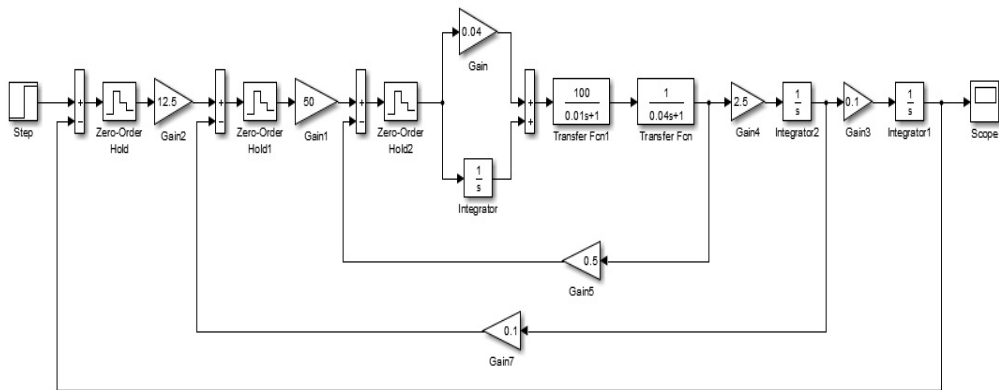 0.04
Gain
Step
+
-
Zero-Order
Hold
12.5
Gain2
+
-
Zero-Order
Hold1
50
Gain1
+
-
Zero-Order
Hold2
+
+
100
0.01s+1
Transfer Fcn1
1
0.04s+1
Transfer Fcn
2.5
Gain4
1
s
Integrator2
0.1
Gain3
1
s
Integrator1
Scope
1
s
Integrator
0.5
Gain5
0.1
Gain7